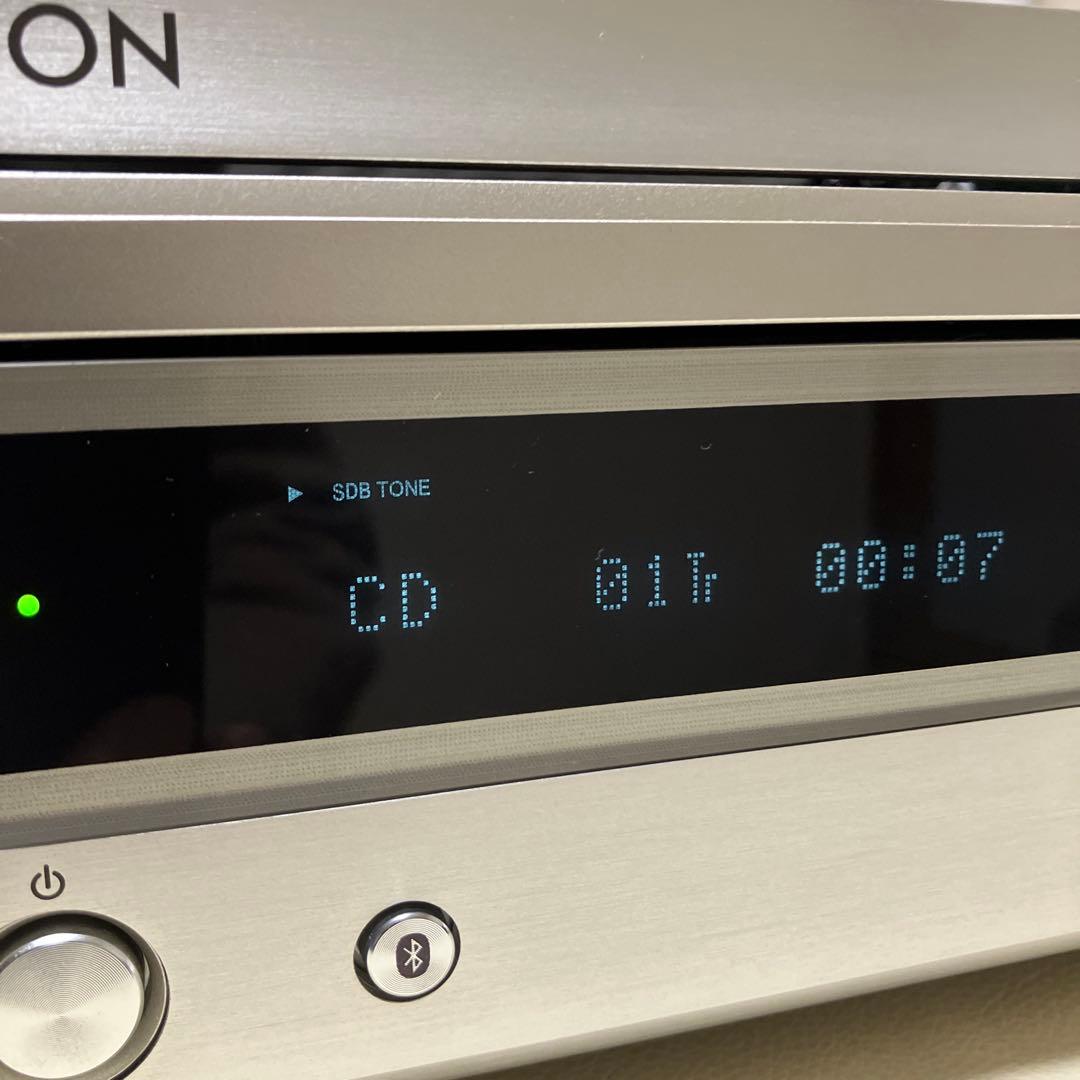 ON
SDB TONE
CD 01Tr 00:07